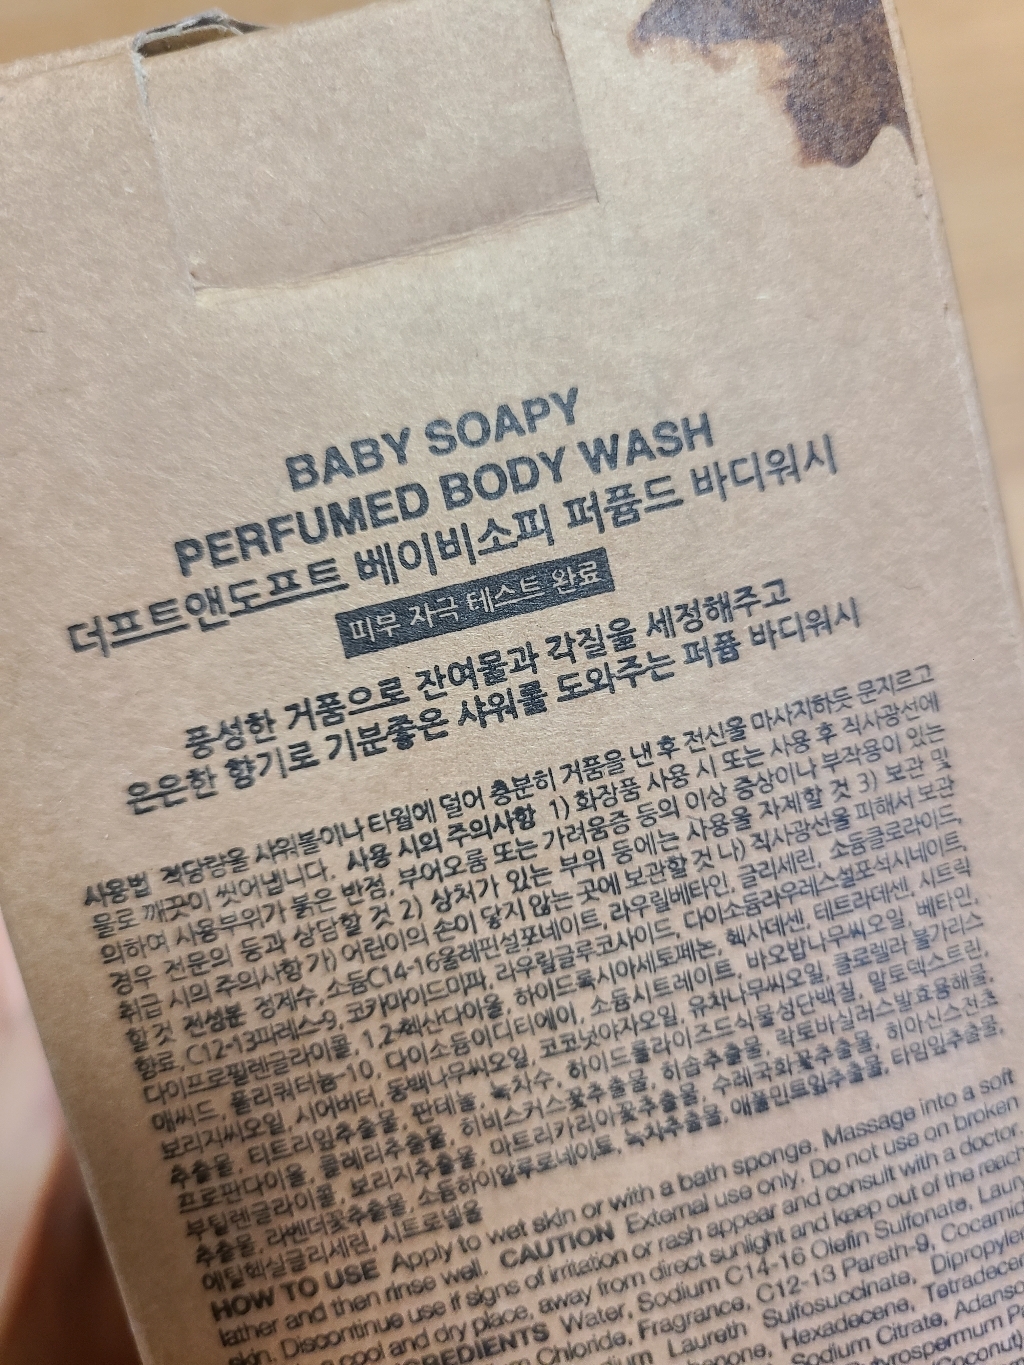 BABY SOAPY
PERFUMED BODY WASH
더프트앤도프트 베이비소피 퍼퓸드 바디워시
피부 자극 테스트 완료
풍성한 거품으로 잔여물과 각질을 세정해주고
은은한 향기로 기분좋은 샤워를 도와주는 퍼퓸 바디워시
사용법 적당량을 샤워볼이나 타월에 덜어 충분히 거품을 낸 후 전신을 마사지하듯 문지르고
물로 깨끗이 씻어냅니다. 사용 시의 주의사항 1) 화장품 사용 시 또는 사용 후 직사광선에
의하여 사용부위가 붉은 반점, 부어오름 또는 가려움증 등의 이상 증상이나 부작용이 있는
경우 전문의 등과 상담할 것 2) 상처가 있는 부위 등에는 사용을 자제할 것 3) 보관 및
취급 시의 주의사항 가) 어린이의 손이 닿지 않는 곳에 보관할 것 나) 직사광선을 피해서 보관
할 것 전성분 정제수, 소듐C14-16올레핀설포네이트, 라우릴베타인, 글리세린, 소듐클로라이드,
향료, C12-13파레스-9, 코카마이드미파, 라우릴글루코사이드, 다이소듐라우레스설포석시네이트,
다이프로필렌글라이콜, 1,2-헥산다이올, 하이드록시아세토페논, 헥사데센, 테트라데센, 시트릭
애씨드, 폴리쿼터늄-10, 다이소듐이디티에이, 소듐시트레이트, 바오밥나무씨오일, 베타인,
보리지씨오일, 시어버터, 동백나무씨오일, 코코넛야자오일, 유차나무씨오일, 클로렐라 불가리스
추출물, 티트리잎추출물, 판테놀, 녹차수, 하이드롤라이즈드식물성단백질, 말토덱스트린,
프로판다이올, 셀러리추출물, 히비스커스꽃추출물, 히솝추출물, 락토바실러스발효용해물,
부틸렌글라이콜, 보리지추출물, 마트리카리아꽃추출물, 수레국화꽃추출물, 히아신스전초
추출물, 라벤더꽃추출물, 소듐하이알루로네이트, 녹차추출물, 애플민트잎추출물, 타임잎추출물,
에틸헥실글리세린, 시트로넬올
HOW TO USE Apply to wet skin or with a bath sponge. Massage into a soft
lather and then rinse well. CAUTION External use only. Do not use on broken
skin. Discontinue use if signs of irritation or rash appear and consult with a doctor.
a cool and dry place, away from direct sunlight and keep out of the reach
Water, Sodium C14-16 Olefin Sulfonate,
Chloride, Fragrance, C12-13 Pareth-9,
Laureth Sulfosuccinate,
Hexadecene,
Sodium Citrate,